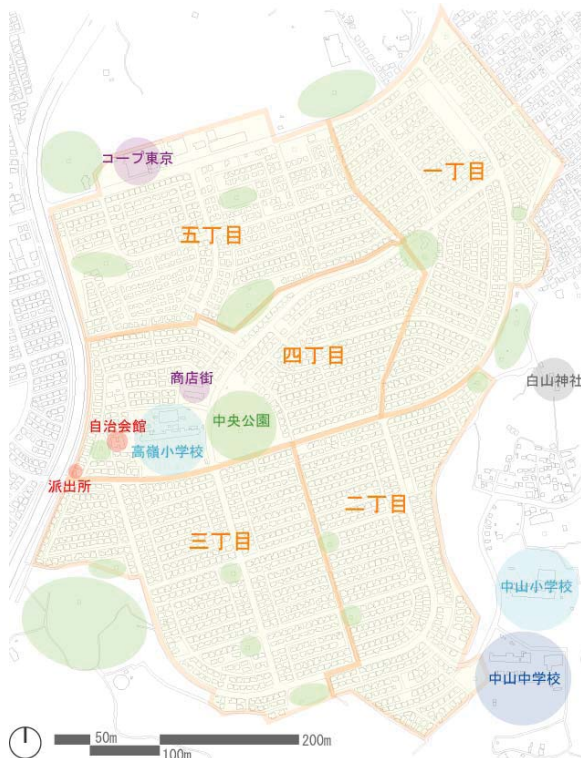 コープ東京
一丁目
五丁目
四丁目
商店街
白山神社
自治会館
中央公園
高嶺小学校
派出所
二丁目
三丁目
中山小学校
中山中学校
50m
200m
100m